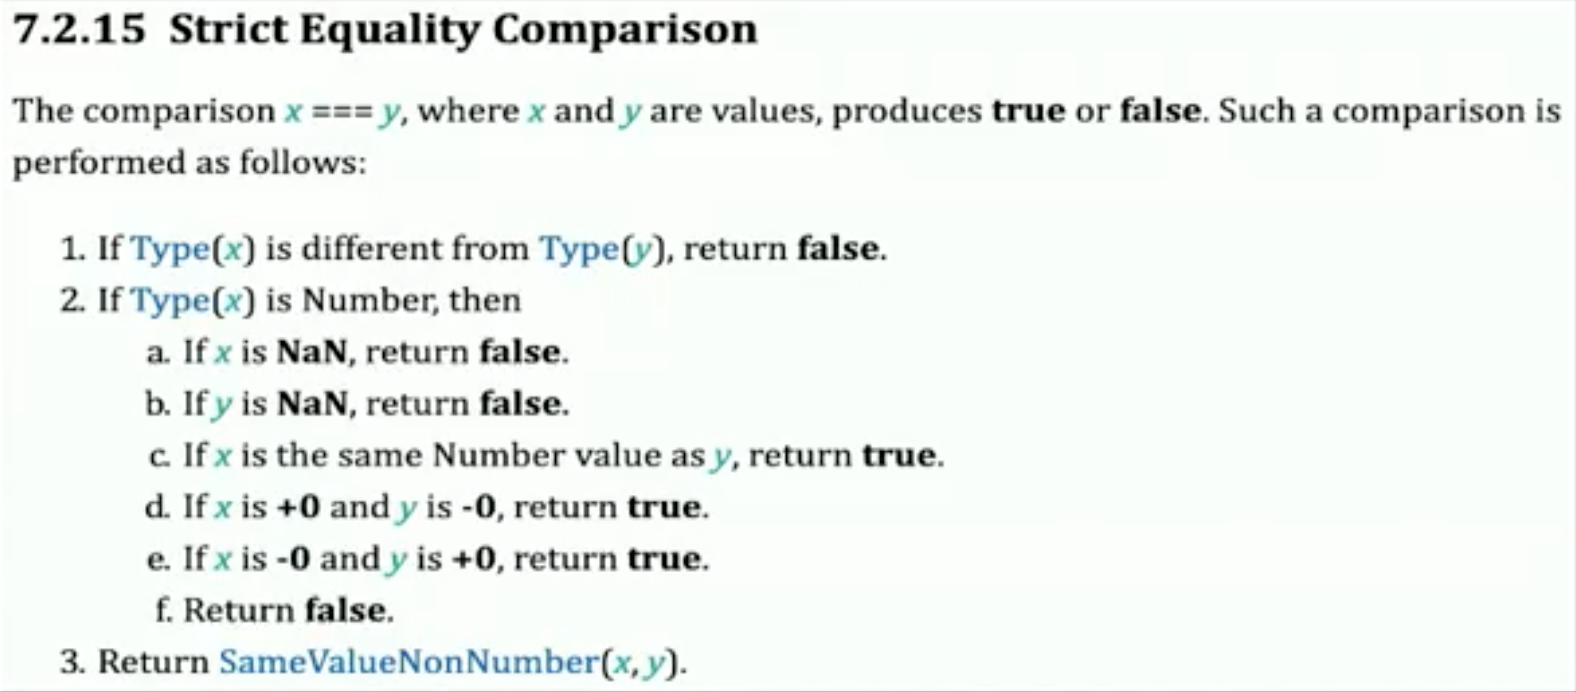 7.2.15 Strict Equality Comparison
The comparison x === y, where x and y are values, produces true or false. Such a comparison is
performed as follows:
1. If Type(x) is different from Type(y), return false.
2. If Type(x) is Number, then
a. If x is NaN, return false.
b. If y is NaN, return false.
c. If x is the same Number value as y, return true.
d. If x is +0 and y is -0, return true.
e. If x is -0 and y is +0, return true.
f. Return false.
3. Return SameValueNonNumber(x, y).